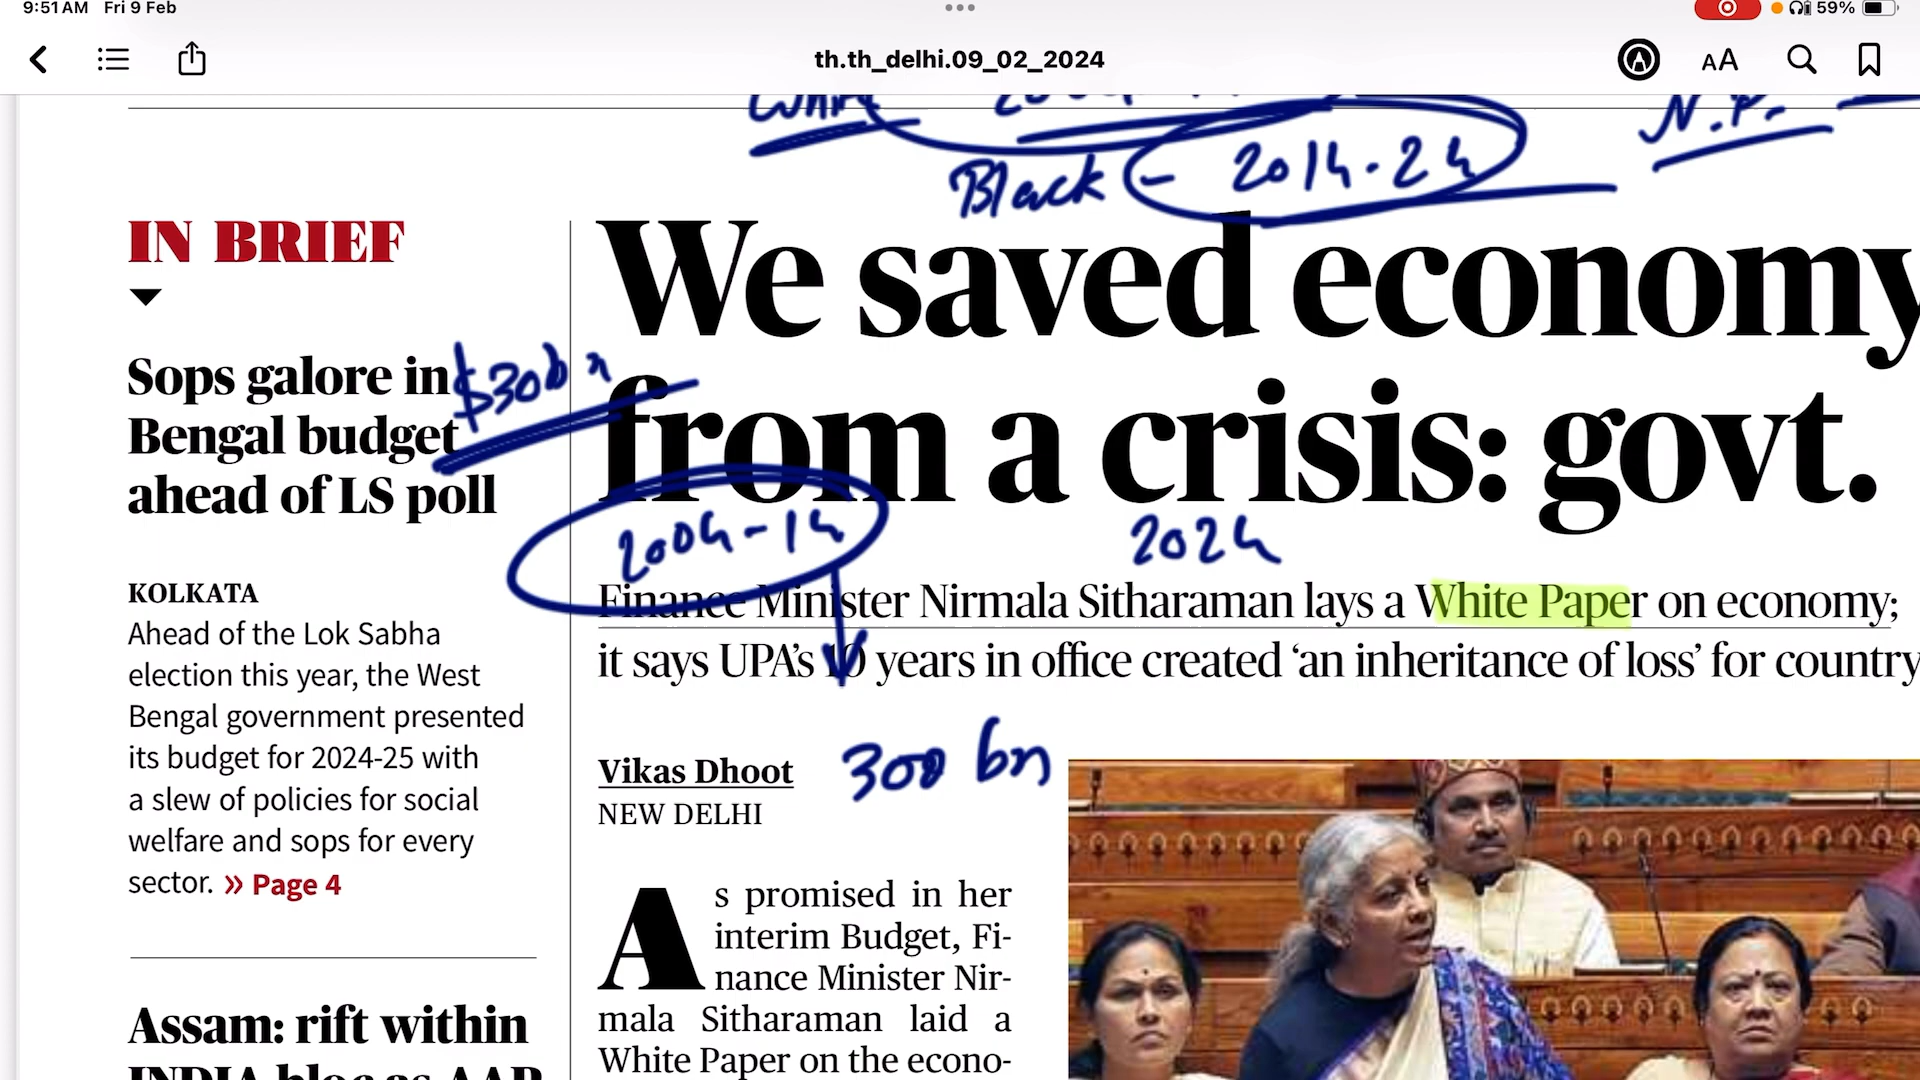 9:51 AM Fri 9 Feb
59%
th.th_delhi.09_02_2024
AA
N.P.
Black - 2014-24
IN BRIEF
Sops galore in
Bengal budget
ahead of LS poll
KOLKATA
Ahead of the Lok Sabha
election this year, the West
Bengal government presented
its budget for 2024-25 with
a slew of policies for social
welfare and sops for every
sector. » Page 4
Assam: rift within
INDIA bloc as AAP
We saved economy
from a crisis: govt.
2004-14
2024
Finance Minister Nirmala Sitharaman lays a White Paper on economy;
it says UPA’s 10 years in office created ‘an inheritance of loss’ for country
Vikas Dhoot
300 bn
NEW DELHI
As promised in her
interim Budget, Fi-
nance Minister Nir-
mala Sitharaman laid a
White Paper on the econo-